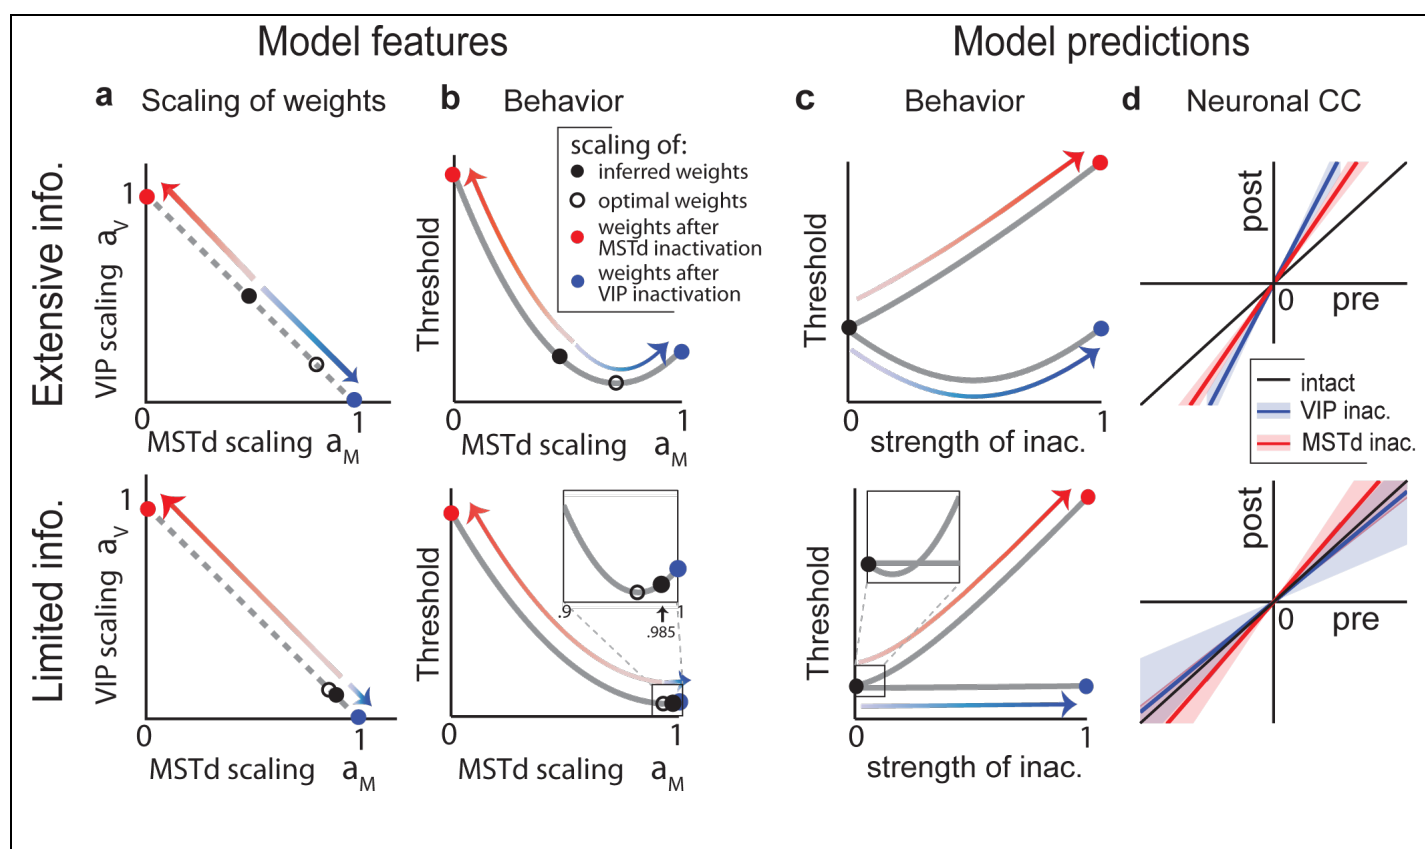 Model features
Model predictions
a Scaling of weights
b Behavior
c Behavior
d Neuronal CC
Extensive info.
VIP scaling a_V
1
0
1
MSTd scaling a_M
Threshold
scaling of:
inferred weights
optimal weights
weights after
MSTd inactivation
weights after
VIP inactivation
0
1
MSTd scaling a_M
Threshold
0
1
strength of inac.
post
0 pre
intact
VIP inac.
MSTd inac.
Limited info.
VIP scaling a_V
1
0
1
MSTd scaling a_M
Threshold
.9
1
.985
0
1
MSTd scaling a_M
Threshold
0
1
strength of inac.
post
0 pre